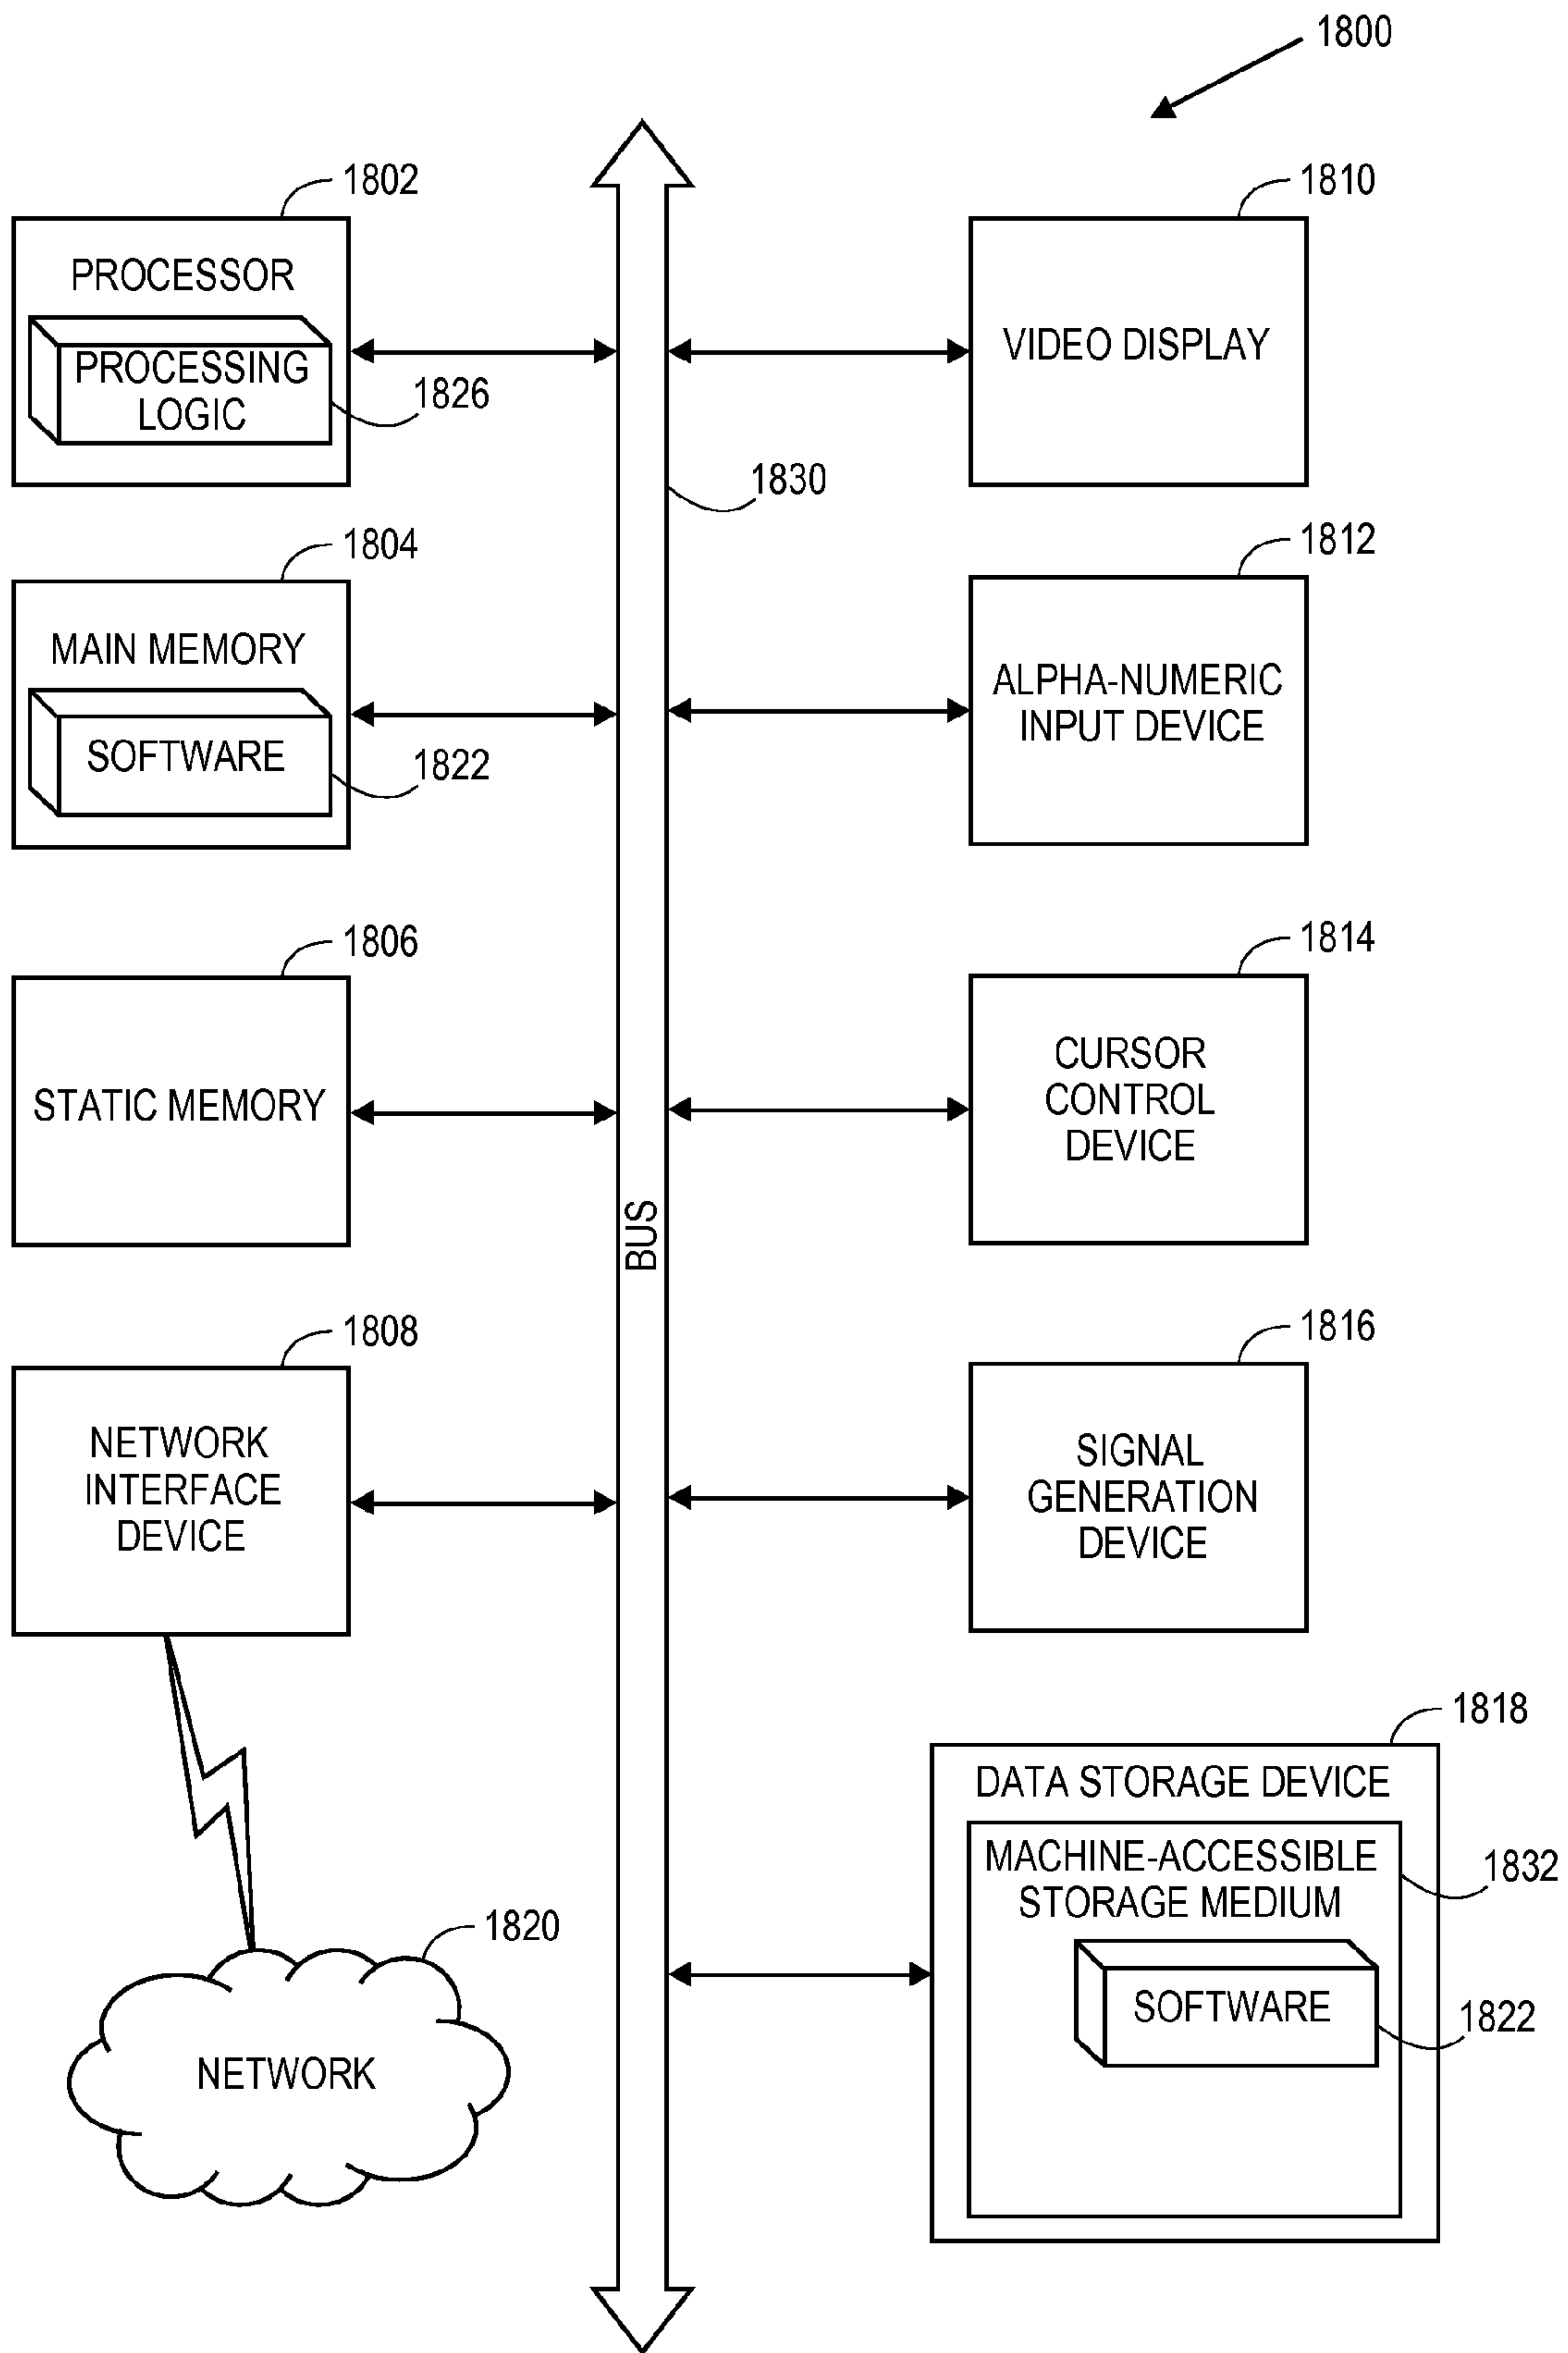 1800
1802
PROCESSOR
PROCESSING
LOGIC
1826
1804
MAIN MEMORY
SOFTWARE
1822
1806
STATIC MEMORY
1808
NETWORK
INTERFACE
DEVICE
1820
NETWORK
1830
BUS
1810
VIDEO DISPLAY
1812
ALPHA-NUMERIC
INPUT DEVICE
1814
CURSOR
CONTROL
DEVICE
1816
SIGNAL
GENERATION
DEVICE
1818
DATA STORAGE DEVICE
MACHINE-ACCESSIBLE
STORAGE MEDIUM
1832
SOFTWARE
1822